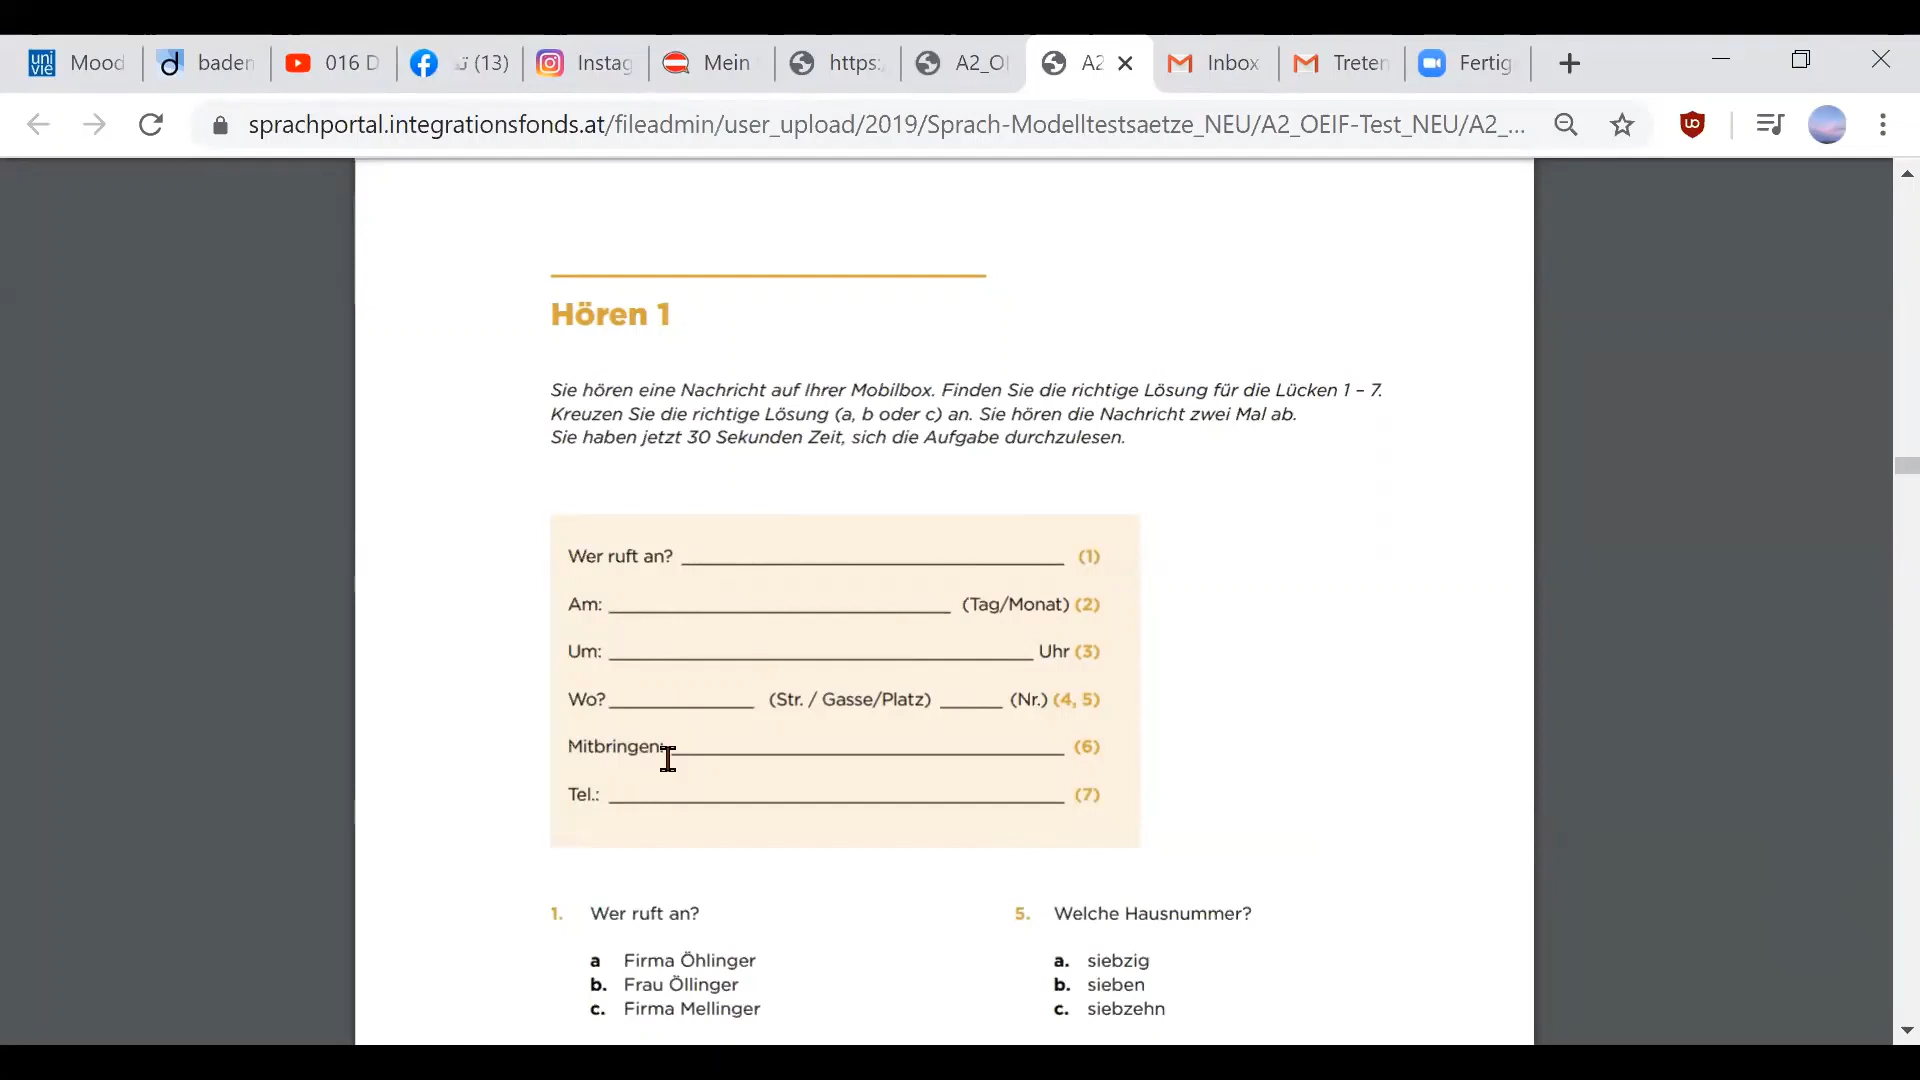 Mood
baden
016 D
(13)
Instag
Mein
https:
A2_OI
A2
Inbox
Treten
Fertig
sprachportal.integrationsfonds.at/fileadmin/user_upload/2019/Sprach-Modelltestsaetze_NEU/A2_OEIF-Test_NEU/A2_...
Hören 1
Sie hören eine Nachricht auf Ihrer Mobilbox. Finden Sie die richtige Lösung für die Lücken 1 – 7.
Kreuzen Sie die richtige Lösung (a, b oder c) an. Sie hören die Nachricht zwei Mal ab.
Sie haben jetzt 30 Sekunden Zeit, sich die Aufgabe durchzulesen.
Wer ruft an? (1)
Am: (Tag/Monat) (2)
Um: Uhr (3)
Wo? (Str. / Gasse/Platz) (Nr.) (4, 5)
Mitbringen: (6)
Tel.: (7)
1. Wer ruft an?
a Firma Öhlinger
b. Frau Öllinger
c. Firma Mellinger
5. Welche Hausnummer?
a. siebzig
b. sieben
c. siebzehn